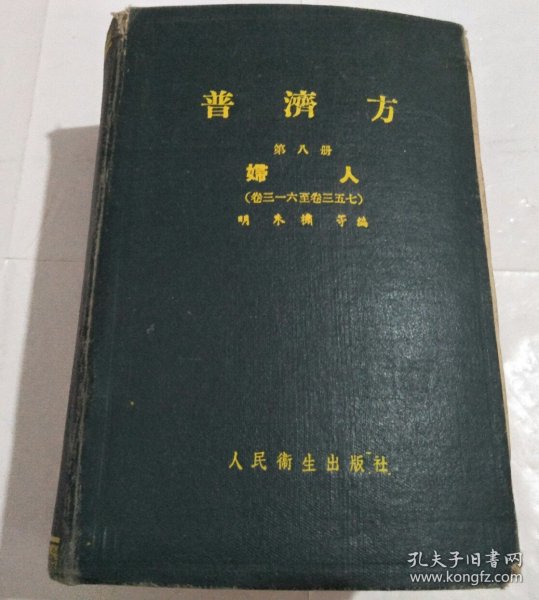 普濟方
第八册
婦人
(卷三一六至卷三五七)
明 朱橚 等編
人民衛生出版社
孔夫子旧书网
www.kongfz.com